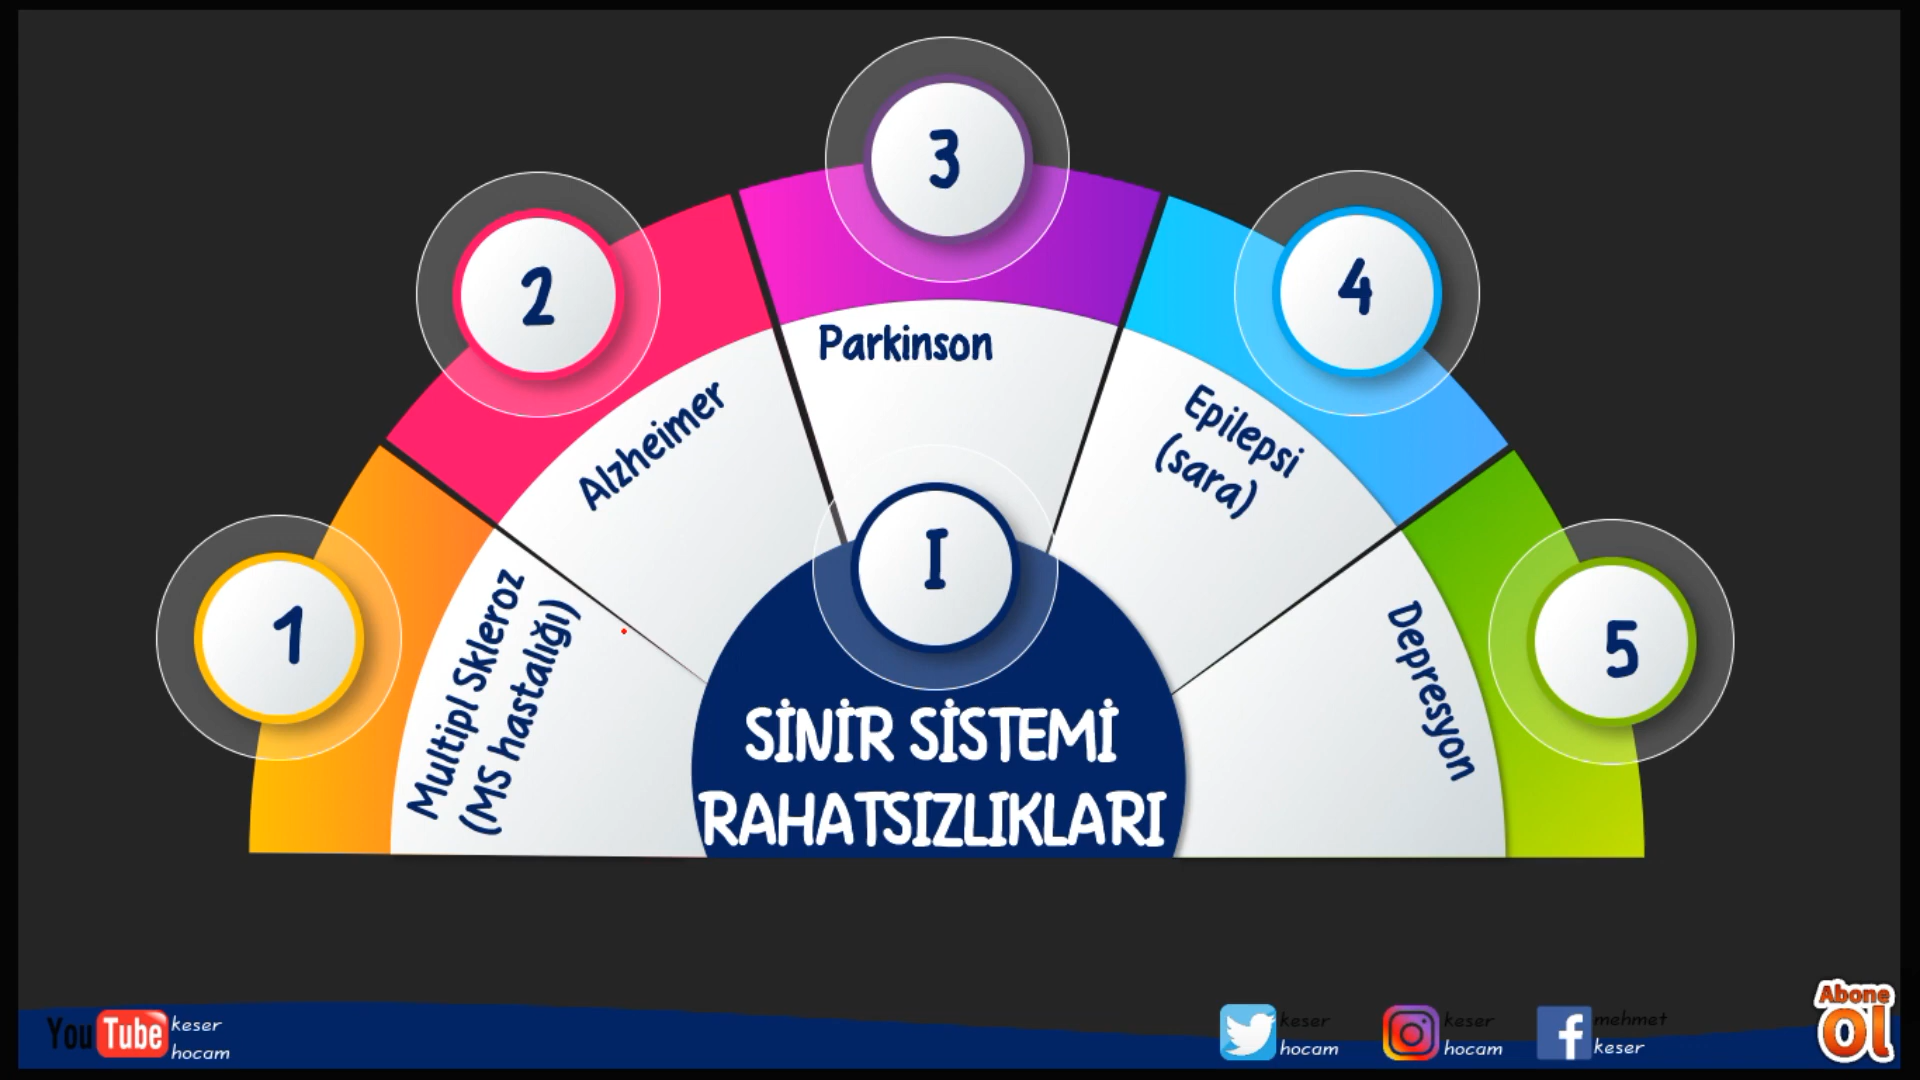 1
Multipl Skleroz
(MS hastalığı)
2
Alzheimer
3
Parkinson
4
Epilepsi
(sara)
5
Depresyon
I
SİNİR SİSTEMİ
RAHATSIZLIKLARI
YouTube keser
hocam
keser
hocam
keser
hocam
mehmet
keser
Abone
Ol